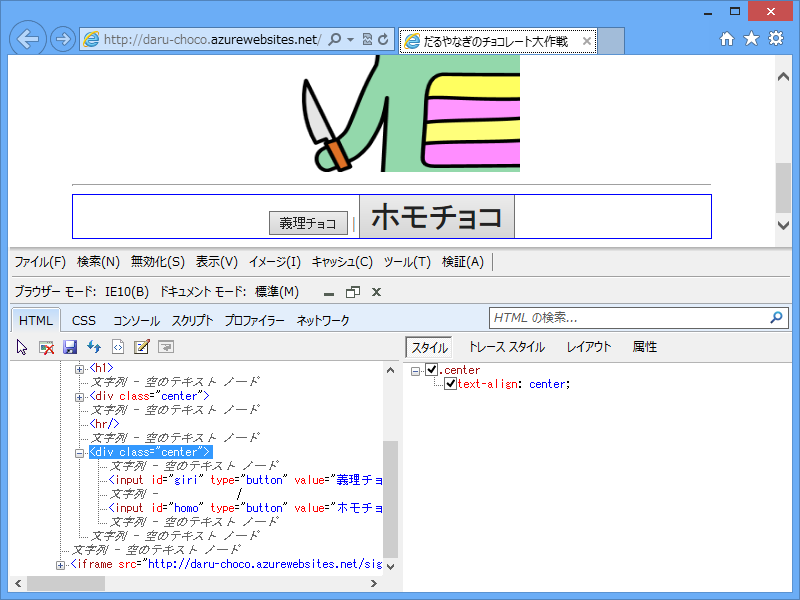 http://daru-choco.azurewebsites.net/
だるやなぎのチョコレート大作戦
義理チョコ | ホモチョコ
ファイル(F) 検索(N) 無効化(S) 表示(V) イメージ(I) キャッシュ(C) ツール(T) 検証(A)
ブラウザー モード: IE10(B) ドキュメント モード: 標準(M)
HTML CSS コンソール スクリプト プロファイラー ネットワーク HTML の検索...
スタイル トレース スタイル レイアウト 属性
<h1>
文字列 - 空のテキスト ノード
<div class="center">
文字列 - 空のテキスト ノード
<hr/>
文字列 - 空のテキスト ノード
<div class="center">
文字列 - 空のテキスト ノード
<input id="giri" type="button" value="義理チョ
文字列 - /
<input id="homo" type="button" value="ホモチョ
文字列 - 空のテキスト ノード
文字列 - 空のテキスト ノード
文字列 - 空のテキスト ノード
<iframe src="http://daru-choco.azurewebsites.net/sig
.center
text-align: center;